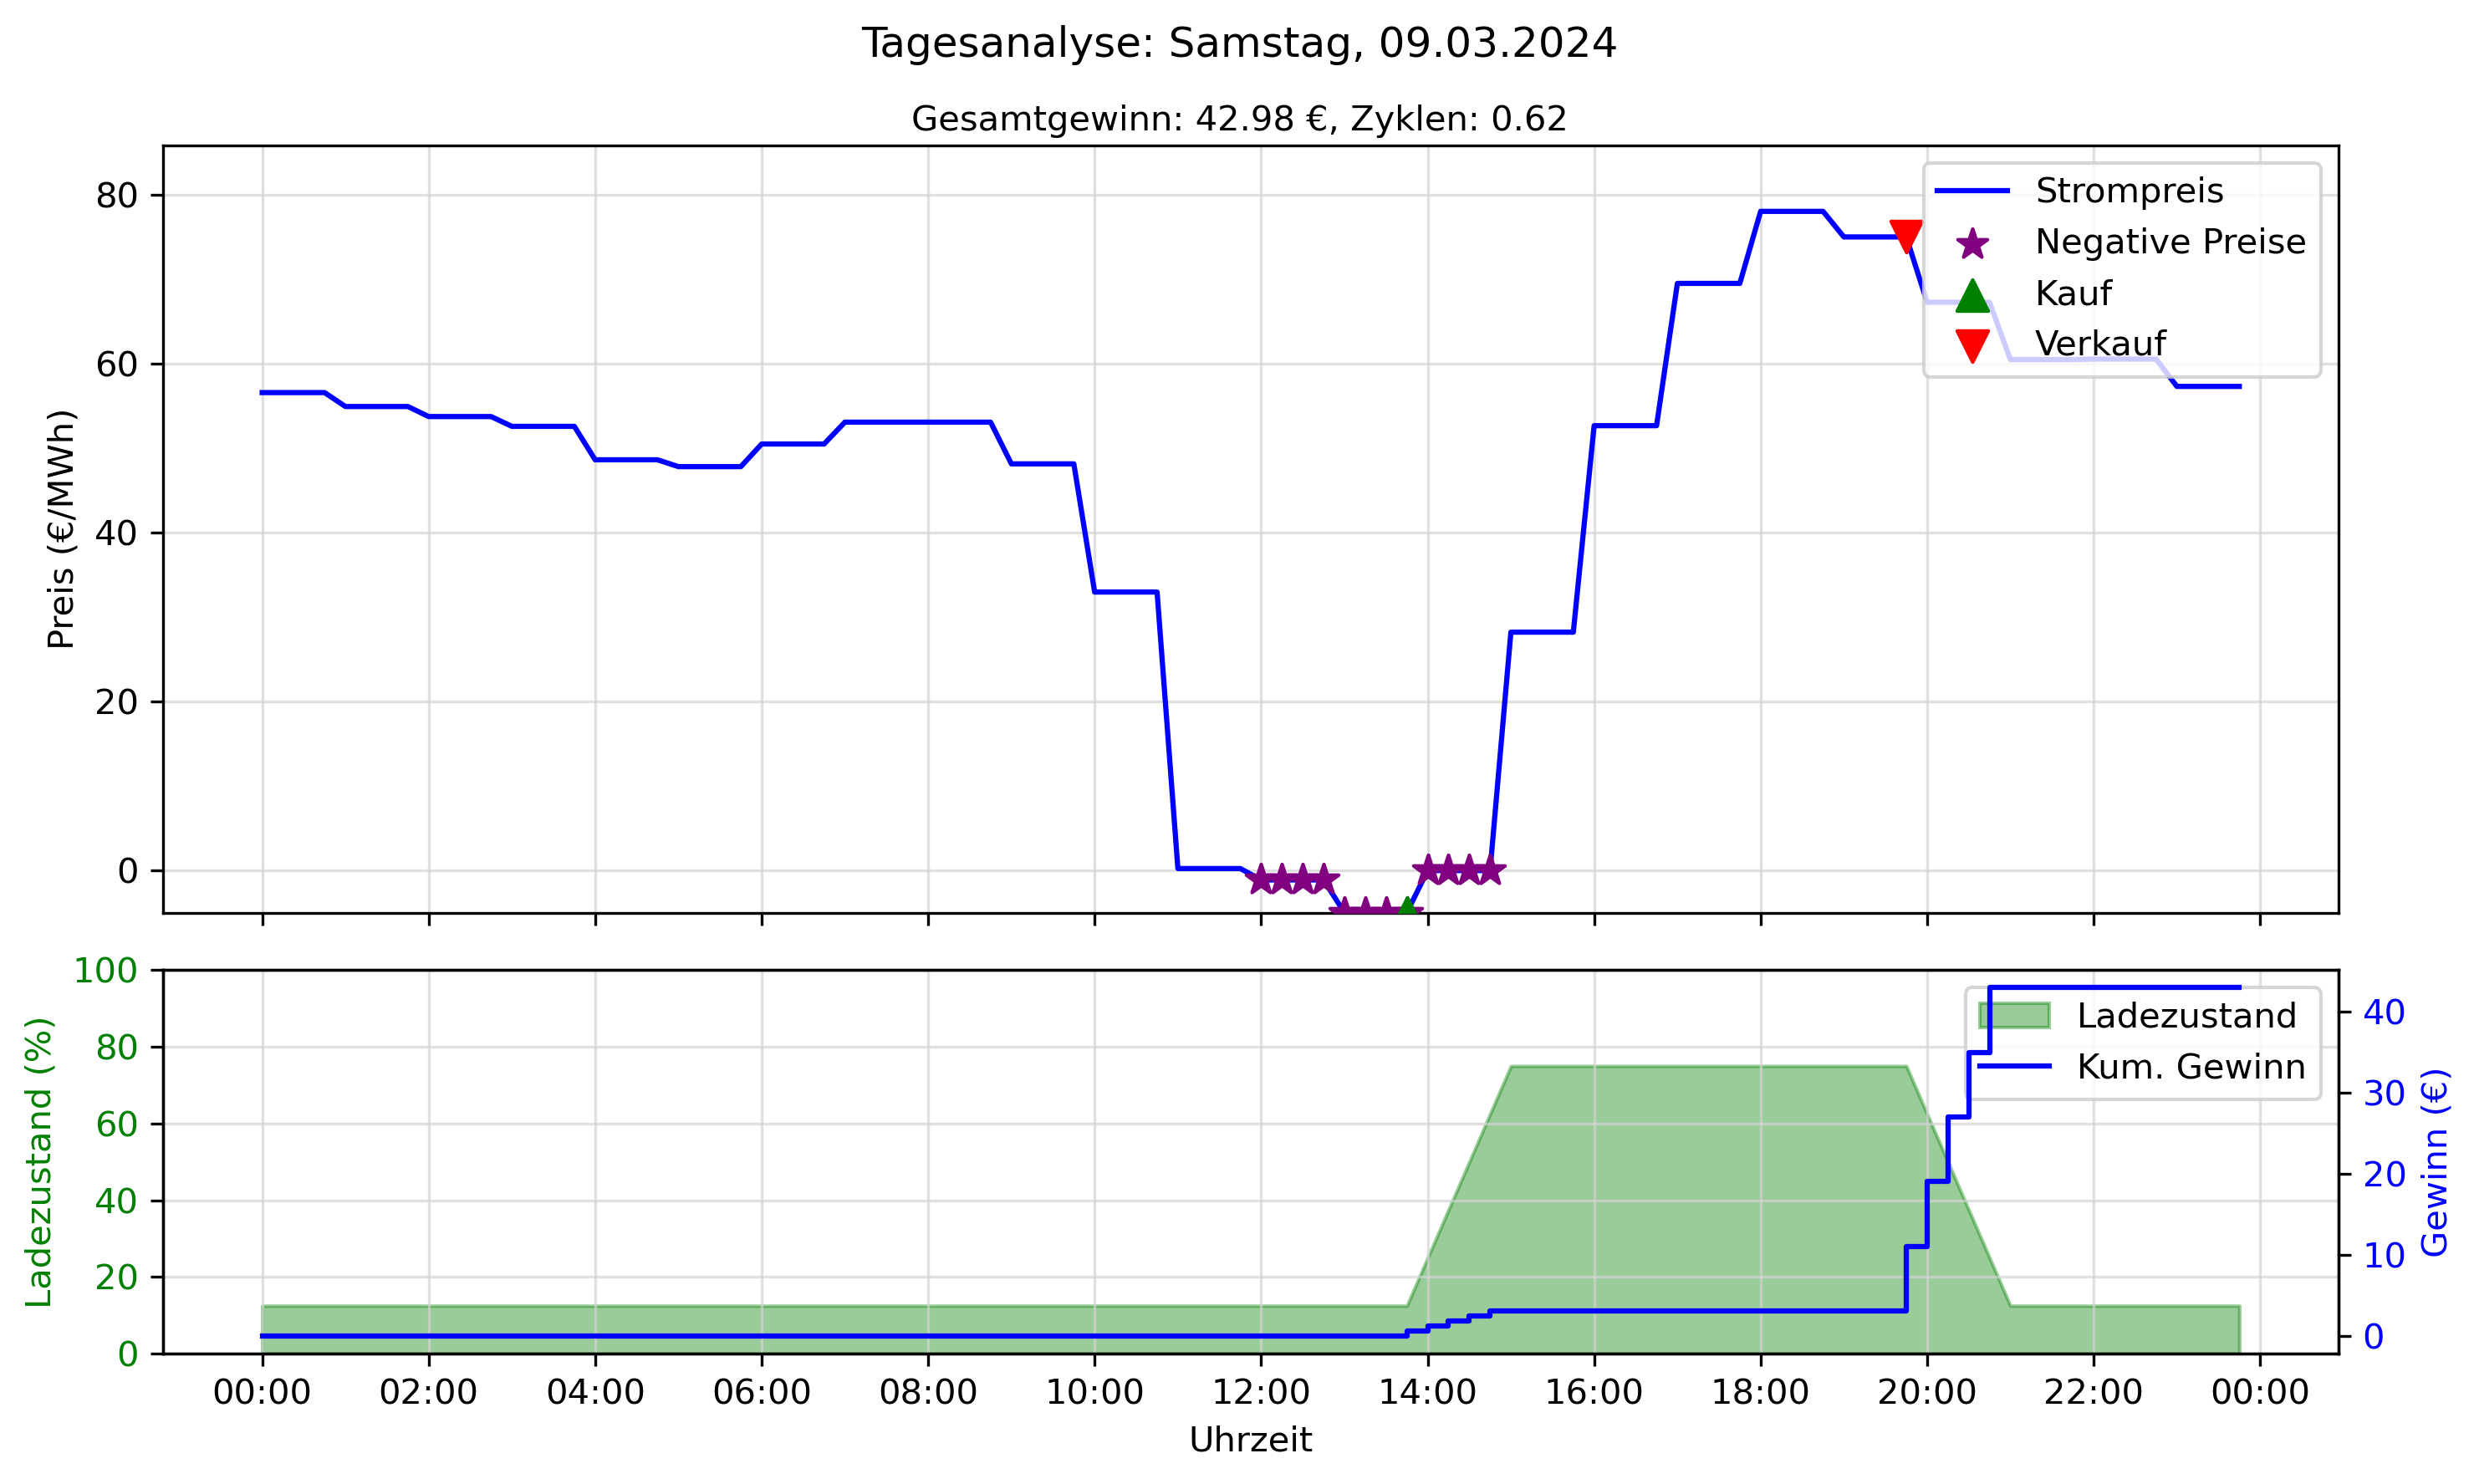 Tagesanalyse: Samstag, 09.03.2024
Gesamtgewinn: 42.98 €, Zyklen: 0.62
80
60
40
20
0
Preis (€/MWh)
Strompreis
Negative Preise
Kauf
Verkauf
100
80
60
40
20
0
Ladezustand (%)
Ladezustand
Kum. Gewinn
40
30
20
10
0
Gewinn (€)
00:00 02:00 04:00 06:00 08:00 10:00 12:00 14:00 16:00 18:00 20:00 22:00 00:00
Uhrzeit